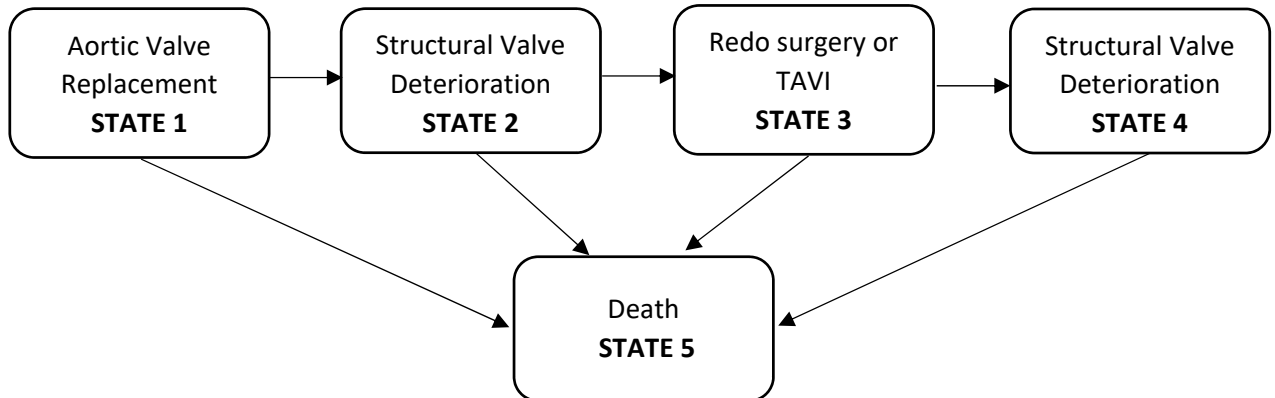 Aortic Valve
Replacement
STATE 1
Structural Valve
Deterioration
STATE 2
Redo surgery or
TAVI
STATE 3
Structural Valve
Deterioration
STATE 4
Death
STATE 5